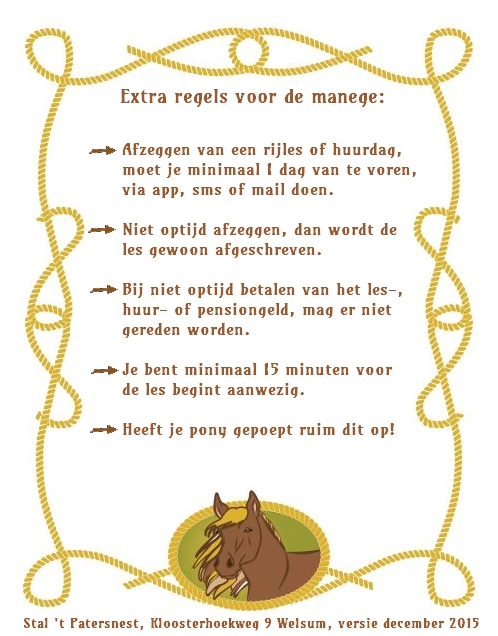 Extra regels voor de manege:
Afzeggen van een rijles of huurdag,
moet je minimaal 1 dag van te voren,
via app, sms of mail doen.
Niet optijd afzeggen, dan wordt de
les gewoon afgeschreven.
Bij niet optijd betalen van het les-,
huur- of pensiongeld, mag er niet
gereden worden.
Je bent minimaal 15 minuten voor
de les begint aanwezig.
Heeft je pony gepoept ruim dit op!
Stal 't Patersnest, Kloosterhoekweg 9 Welsum, versie december 2015